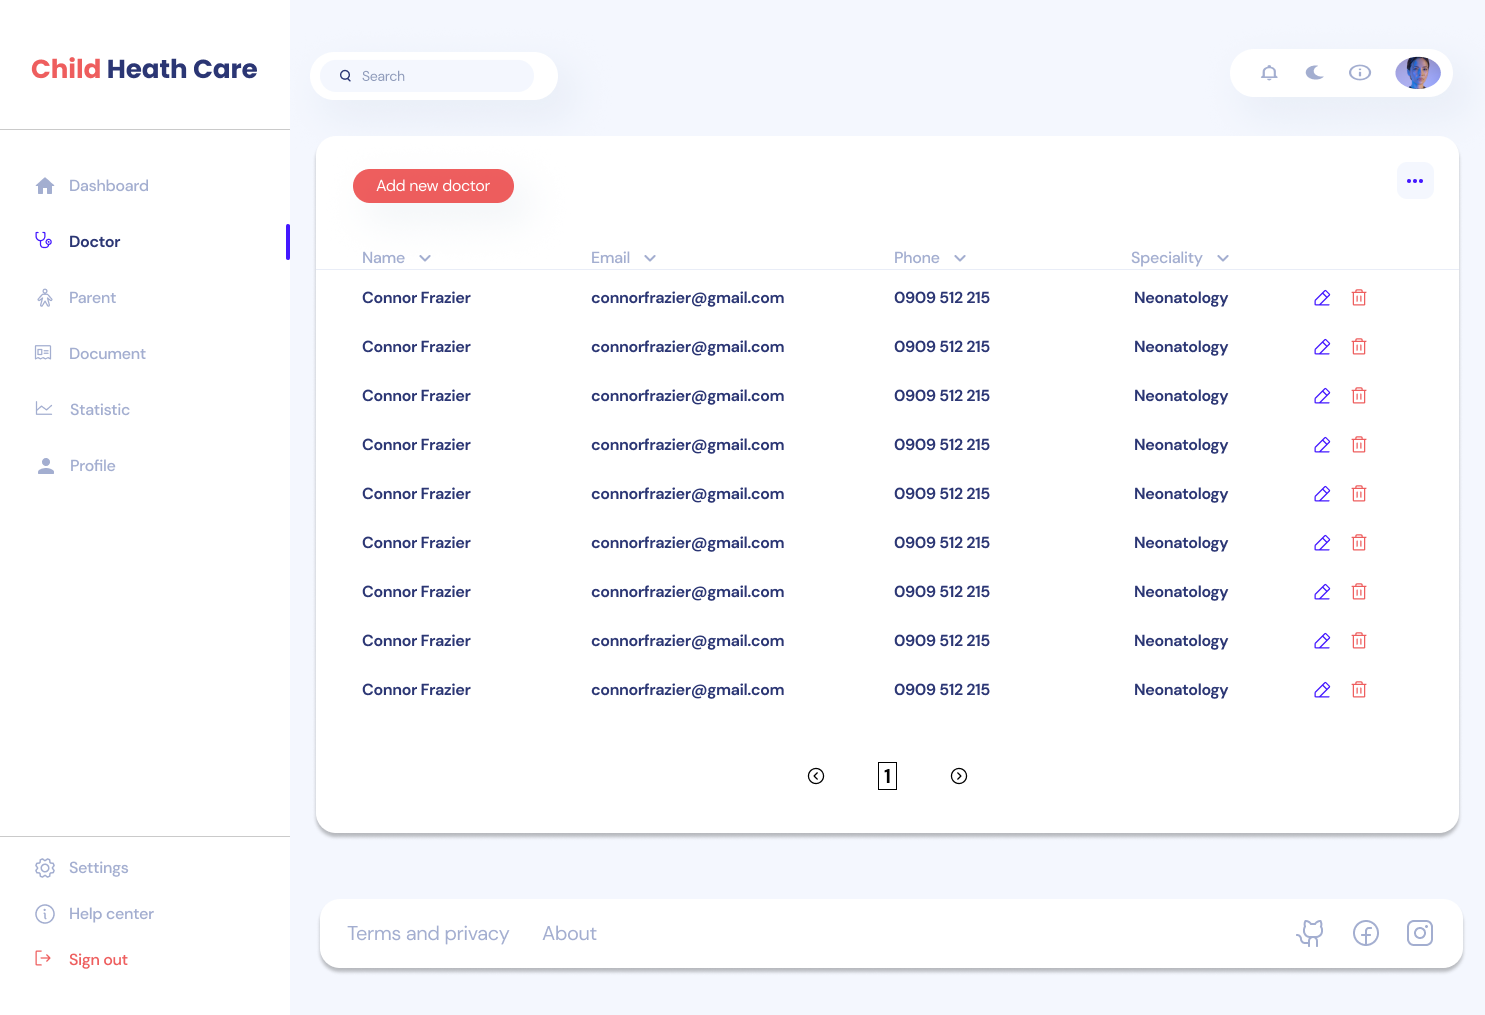 Child Heath Care
Search
Dashboard
Doctor
Parent
Document
Statistic
Profile
Settings
Help center
Sign out
Add new doctor
Name Email Phone Speciality
Connor Frazier connorfrazier@gmail.com 0909 512 215 Neonatology
Connor Frazier connorfrazier@gmail.com 0909 512 215 Neonatology
Connor Frazier connorfrazier@gmail.com 0909 512 215 Neonatology
Connor Frazier connorfrazier@gmail.com 0909 512 215 Neonatology
Connor Frazier connorfrazier@gmail.com 0909 512 215 Neonatology
Connor Frazier connorfrazier@gmail.com 0909 512 215 Neonatology
Connor Frazier connorfrazier@gmail.com 0909 512 215 Neonatology
Connor Frazier connorfrazier@gmail.com 0909 512 215 Neonatology
Connor Frazier connorfrazier@gmail.com 0909 512 215 Neonatology
1
Terms and privacy About